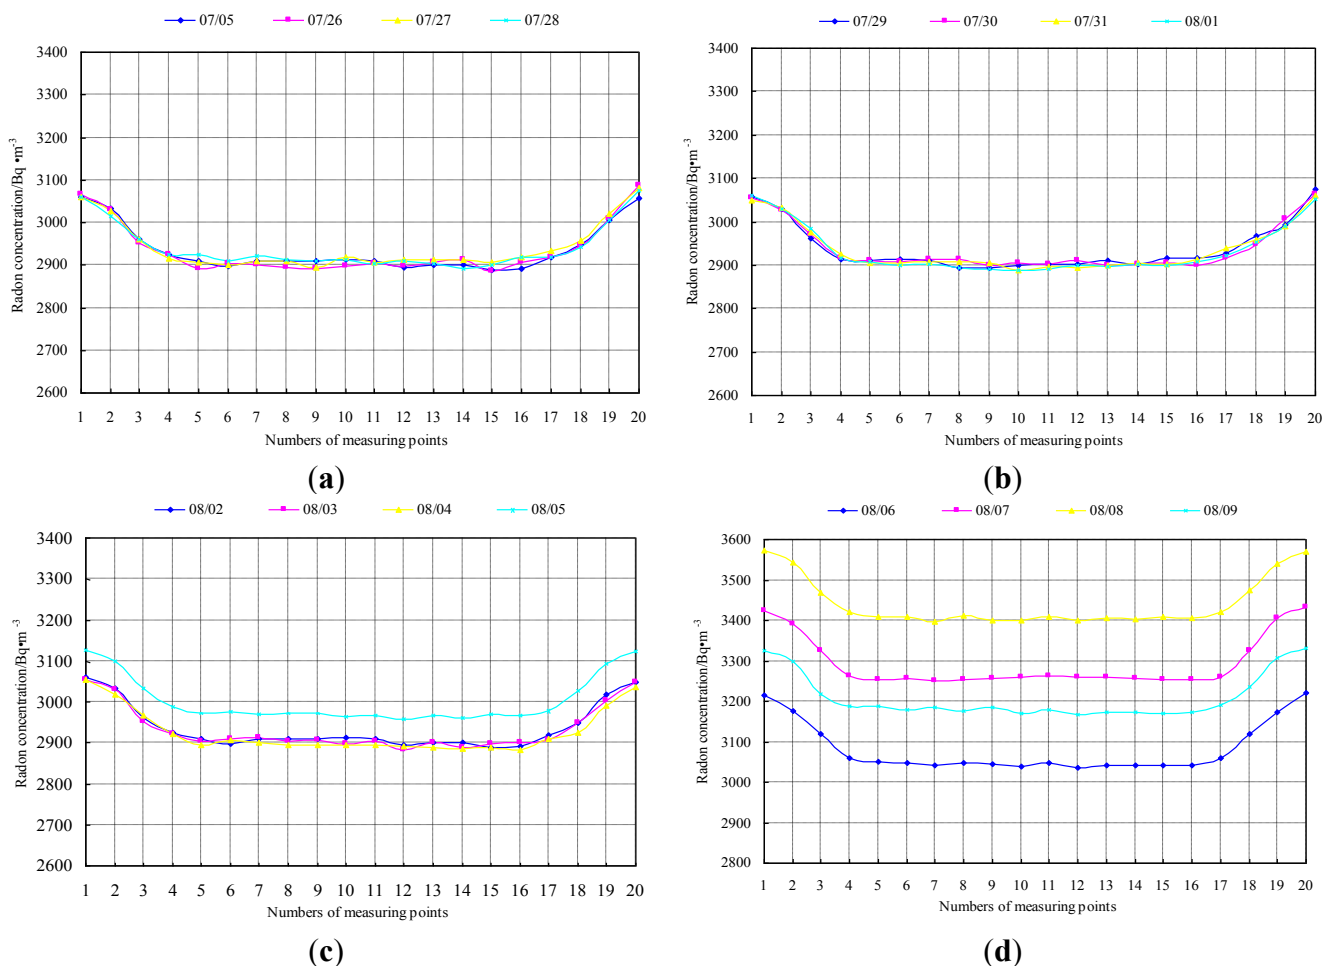 07/05 07/26 07/27 07/28
3400
3300
3200
3100
3000
2900
2800
2700
2600
Radon concentration/Bq •m⁻³
1 2 3 4 5 6 7 8 9 10 11 12 13 14 15 16 17 18 19 20
Numbers of measuring points
(a)
07/29 07/30 07/31 08/01
3400
3300
3200
3100
3000
2900
2800
2700
2600
Radon concentration/Bq•m⁻³
1 2 3 4 5 6 7 8 9 10 11 12 13 14 15 16 17 18 19 20
Numbers of measuring points
(b)
08/02 08/03 08/04 08/05
3400
3300
3200
3100
3000
2900
2800
2700
2600
Radon concentration/Bq•m⁻³
1 2 3 4 5 6 7 8 9 10 11 12 13 14 15 16 17 18 19 20
Numbers of measuring points
(c)
08/06 08/07 08/08 08/09
3600
3500
3400
3300
3200
3100
3000
2900
2800
Radon concentration/Bq•m⁻³
1 2 3 4 5 6 7 8 9 10 11 12 13 14 15 16 17 18 19 20
Numbers of measuring points
(d)